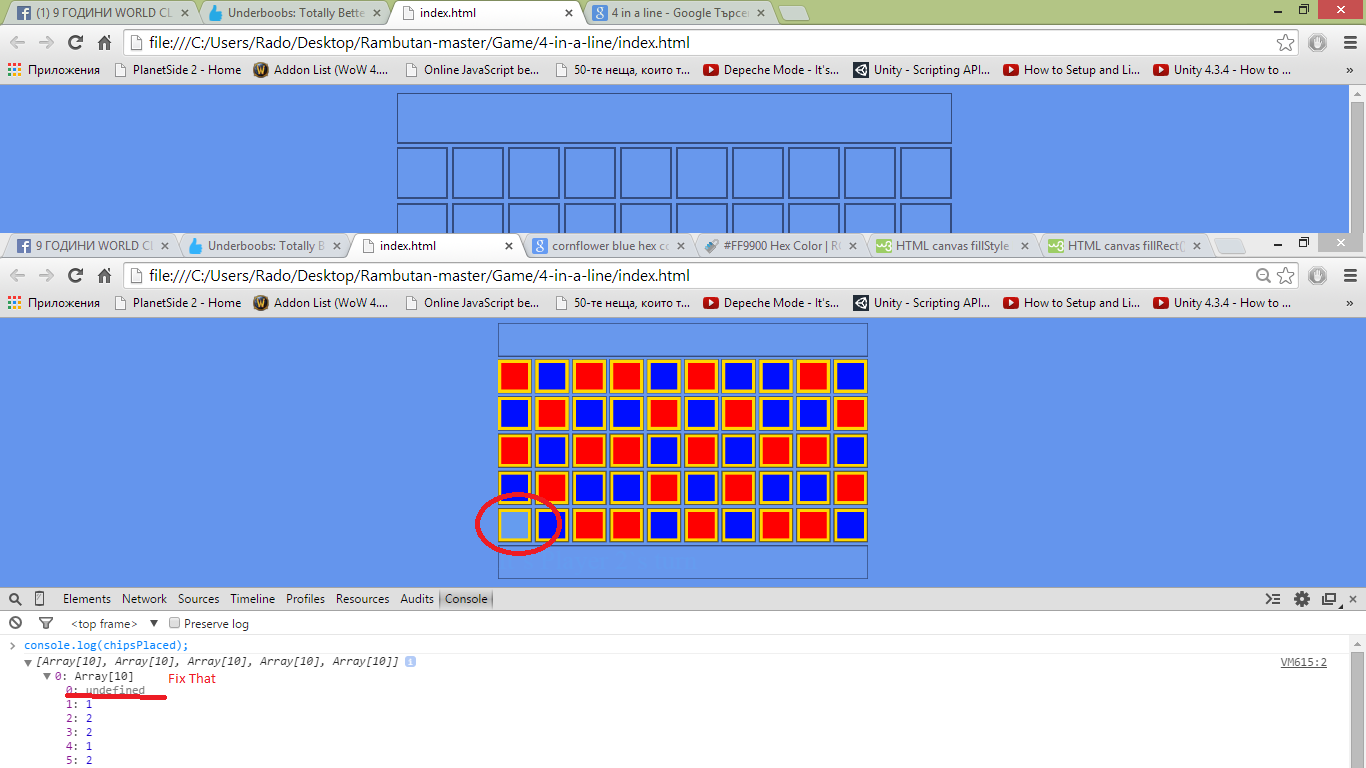 (1) 9 ГОДИНИ WORLD CL Underboobs: Totally Bette index.html 4 in a line - Google Търсе
file:///C:/Users/Rado/Desktop/Rambutan-master/Game/4-in-a-line/index.html
Приложения PlanetSide 2 - Home Addon List (WoW 4.... Online JavaScript be... 50-те неща, които т... Depeche Mode - It's... Unity - Scripting API... How to Setup and Li... Unity 4.3.4 - How to ... »
9 ГОДИНИ WORLD CL Underboobs: Totally B index.html cornflower blue hex co #FF9900 Hex Color | RG HTML canvas fillStyle HTML canvas fillRect()
file:///C:/Users/Rado/Desktop/Rambutan-master/Game/4-in-a-line/index.html
Приложения PlanetSide 2 - Home Addon List (WoW 4.... Online JavaScript be... 50-те неща, които т... Depeche Mode - It's... Unity - Scripting API... How to Setup and Li... Unity 4.3.4 - How to ... »
Elements Network Sources Timeline Profiles Resources Audits Console
<top frame> Preserve log
console.log(chipsPlaced);
[Array[10], Array[10], Array[10], Array[10], Array[10]] VM615:2
0: Array[10] Fix That
0: undefined
1: 1
2: 2
3: 2
4: 1
5: 2